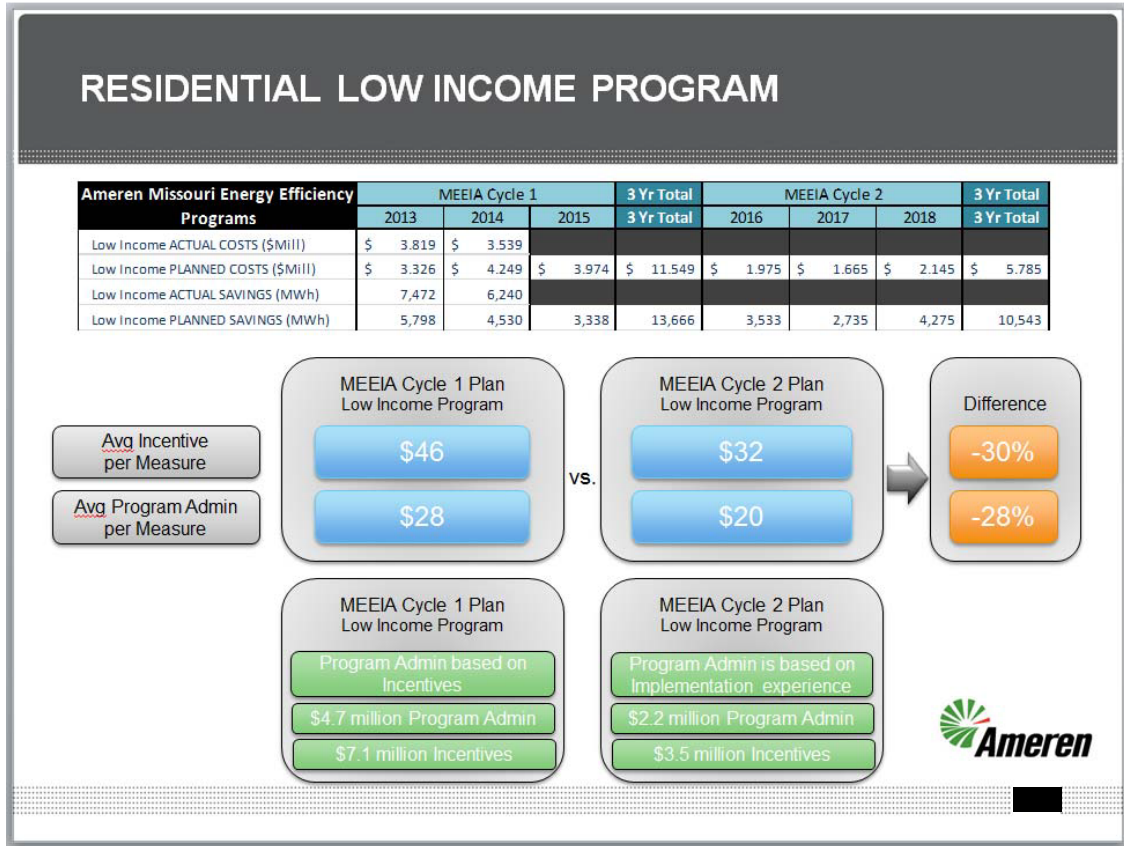 RESIDENTIAL LOW INCOME PROGRAM
Ameren Missouri Energy Efficiency Programs
MEEIA Cycle 1 3 Yr Total MEEIA Cycle 2 3 Yr Total
2013 2014 2015 3 Yr Total 2016 2017 2018 3 Yr Total
Low Income ACTUAL COSTS ($Mill) $ 3.819 $ 3.539
Low Income PLANNED COSTS ($Mill) $ 3.326 $ 4.249 $ 3.974 $ 11.549 $ 1.975 $ 1.665 $ 2.145 $ 5.785
Low Income ACTUAL SAVINGS (MWh) 7,472 6,240
Low Income PLANNED SAVINGS (MWh) 5,798 4,530 3,338 13,666 3,533 2,735 4,275 10,543
MEEIA Cycle 1 Plan
Low Income Program
MEEIA Cycle 2 Plan
Low Income Program
Difference
Avg Incentive
per Measure
$46
$32
-30%
vs.
Avg Program Admin
per Measure
$28
$20
-28%
MEEIA Cycle 1 Plan
Low Income Program
Program Admin based on
Incentives
$4.7 million Program Admin
$7.1 million Incentives
MEEIA Cycle 2 Plan
Low Income Program
Program Admin is based on
Implementation experience
$2.2 million Program Admin
$3.5 million Incentives
Ameren